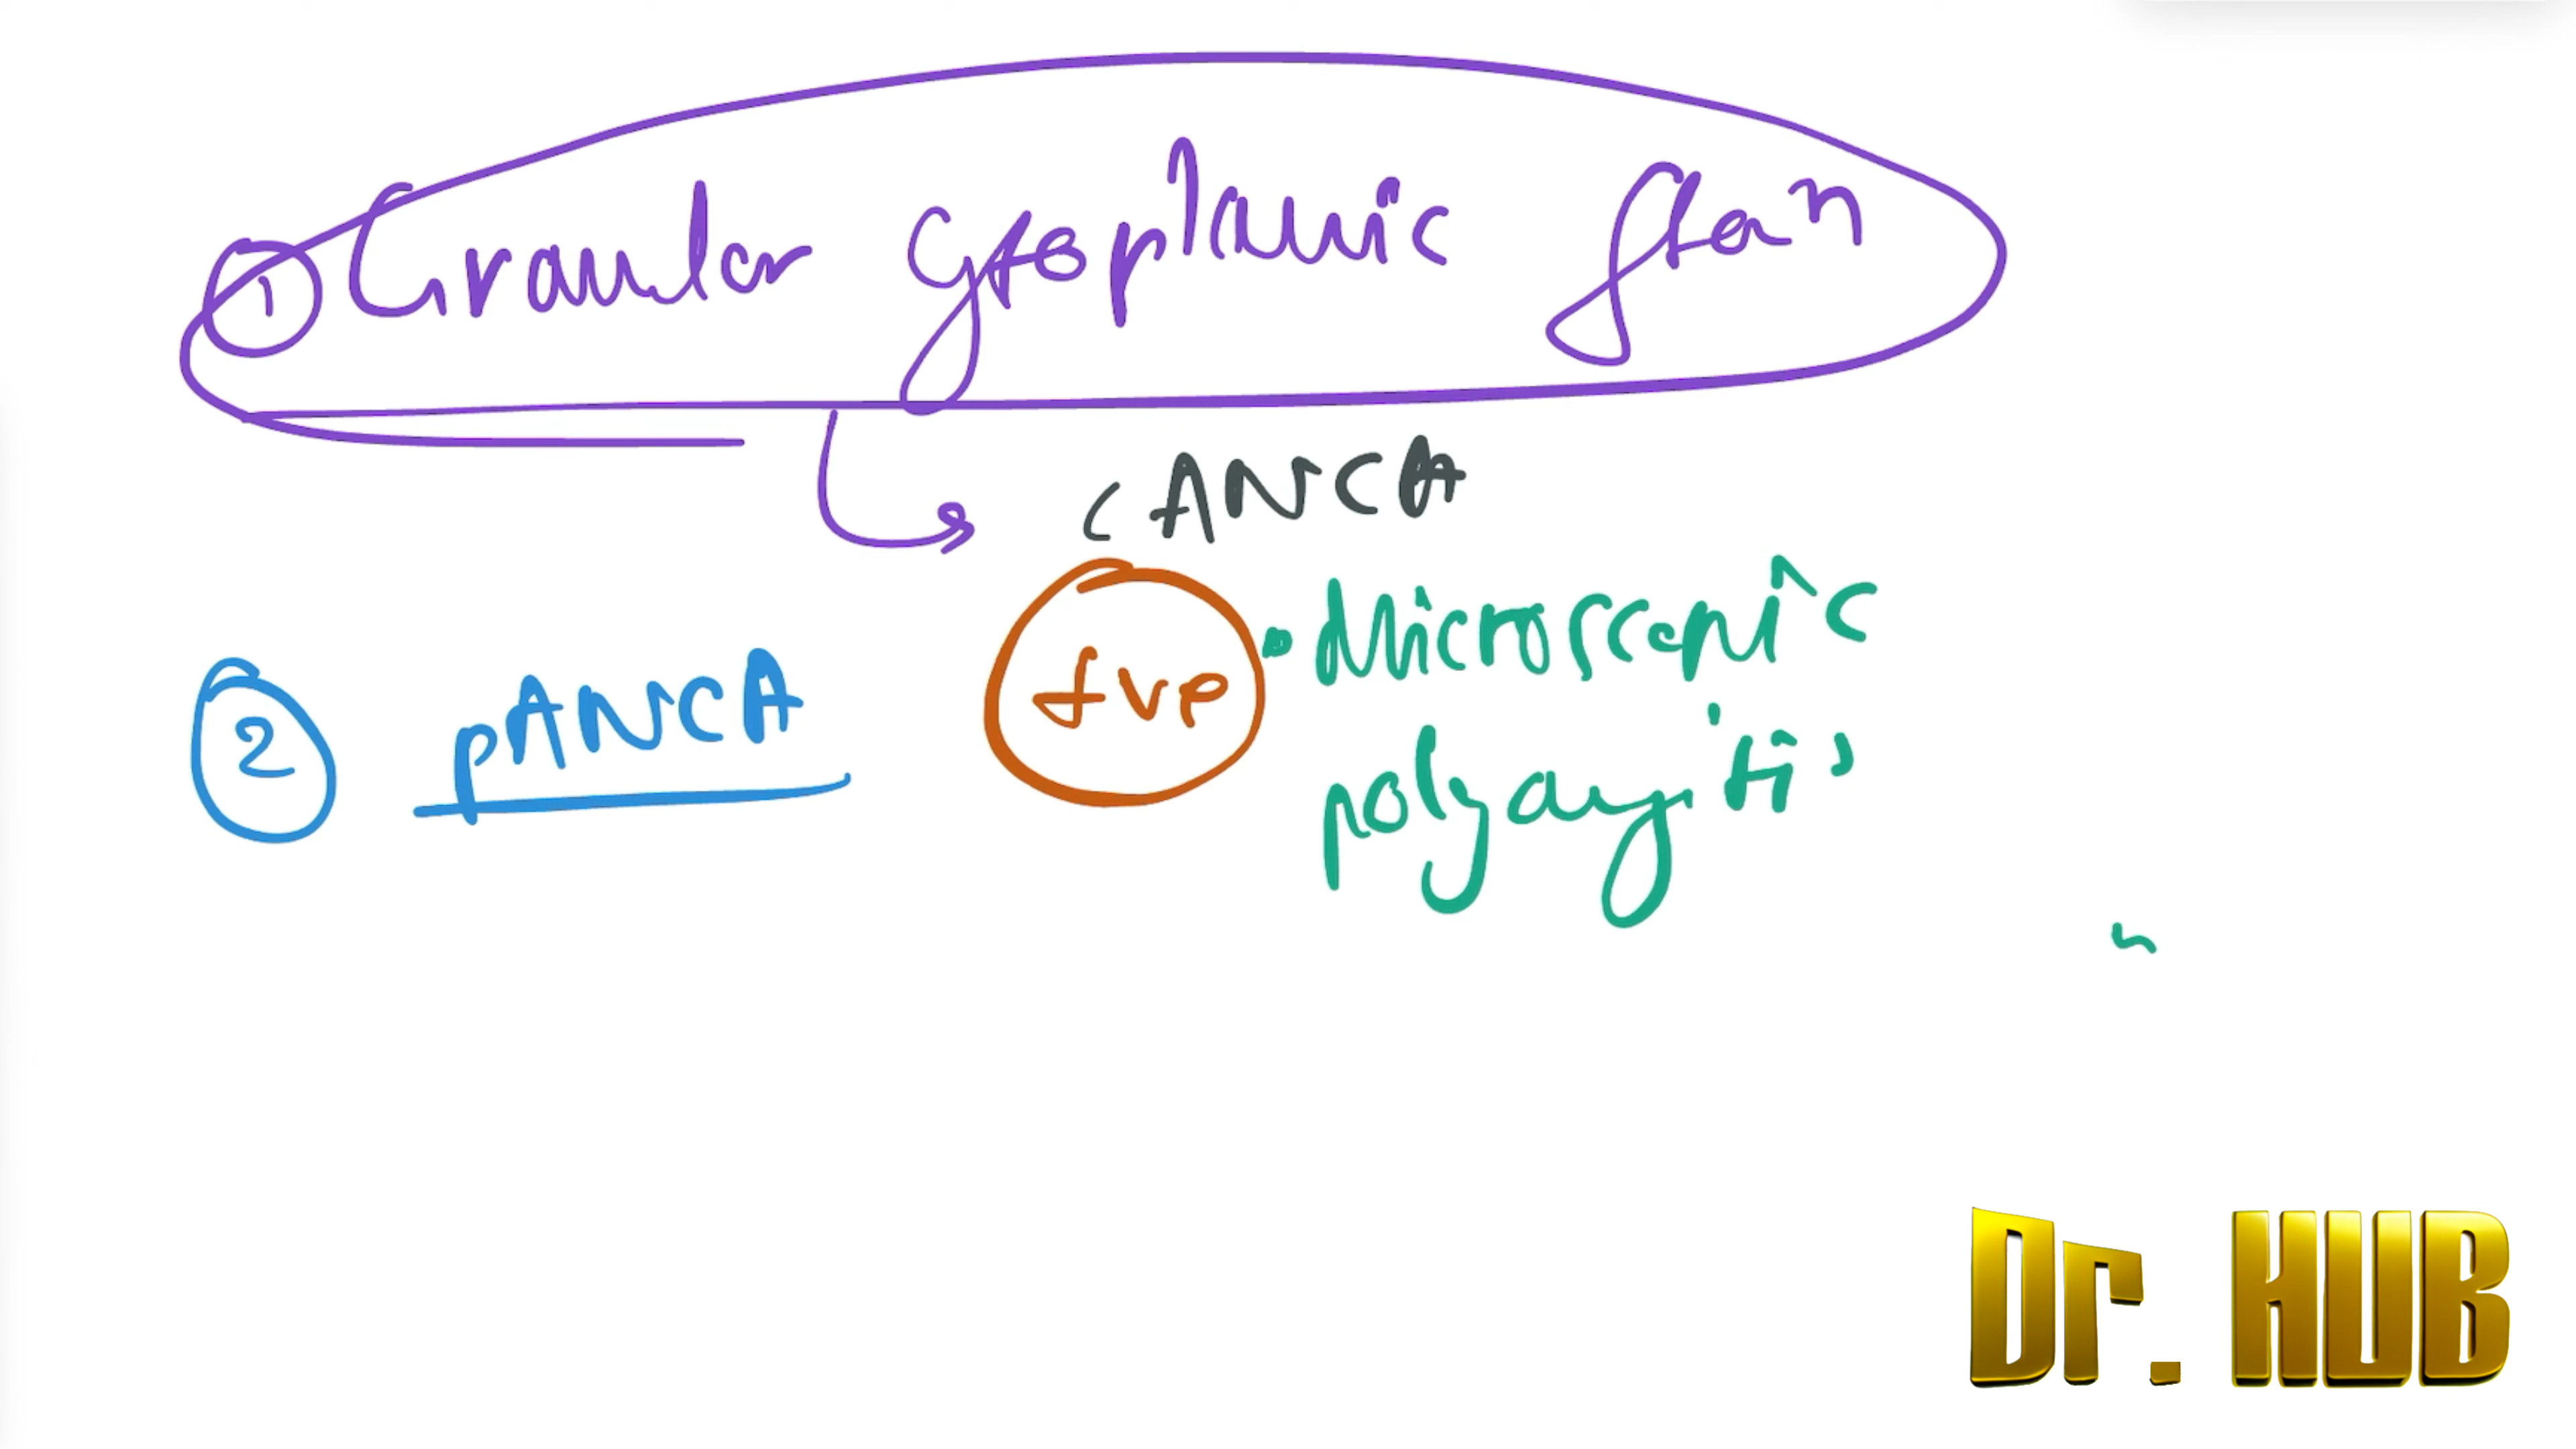 ① Granular cytoplasmic stain
cANCA
② pANCA +ve • Microscopic
polyangitis
Dr. HUB